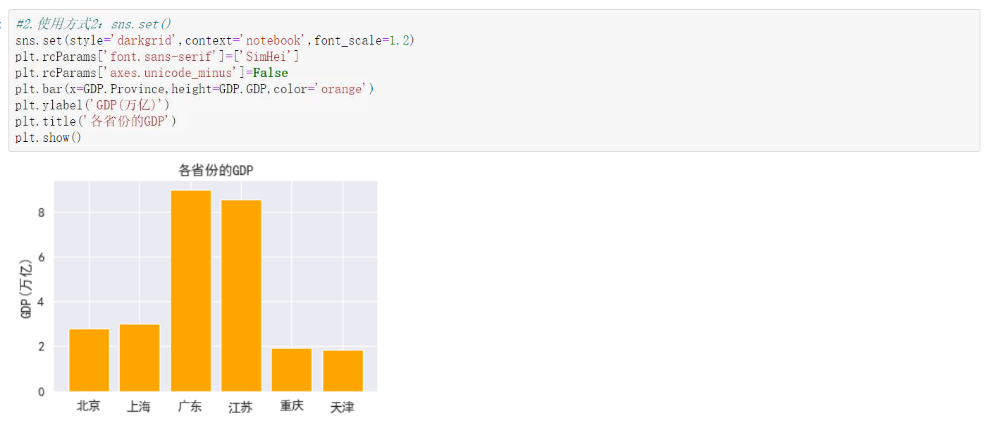 #2.使用方式2：sns.set()
sns.set(style='darkgrid',context='notebook',font_scale=1.2)
plt.rcParams['font.sans-serif']=['SimHei']
plt.rcParams['axes.unicode_minus']=False
plt.bar(x=GDP.Province,height=GDP.GDP,color='orange')
plt.ylabel('GDP(万亿)')
plt.title('各省份的GDP')
plt.show()
各省份的GDP
GDP(万亿)
8
6
4
2
0
北京 上海 广东 江苏 重庆 天津